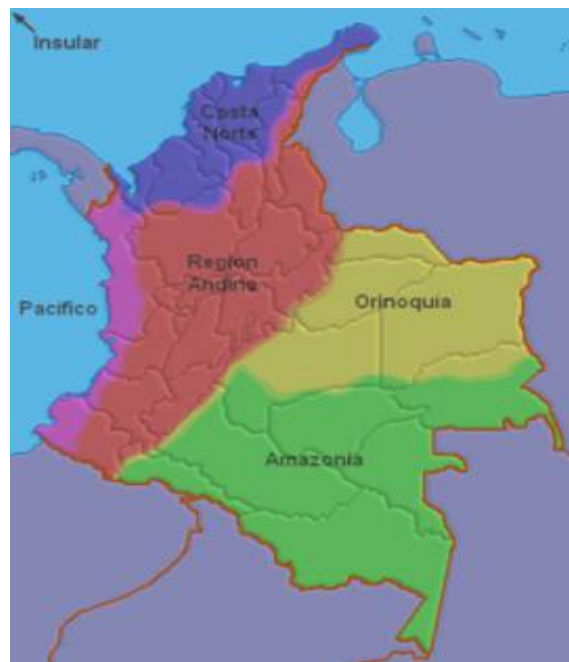 Insular
Costa
Norte
Region
Andina
Orinoquia
Pacifico
Amazonia